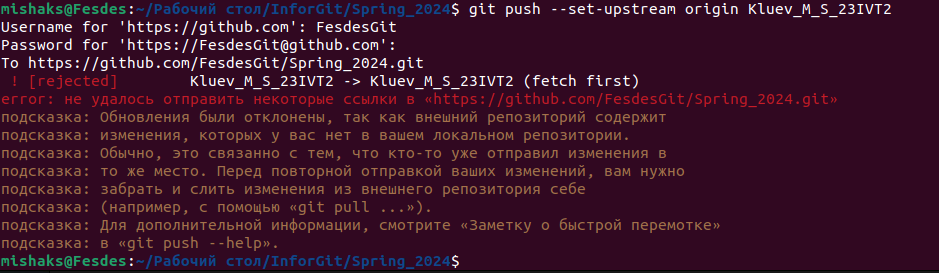 mishaks@Fesdes:~/Рабочий стол/InforGit/Spring_2024$ git push --set-upstream origin Kluev_M_S_23IVT2
Username for 'https://github.com': FesdesGit
Password for 'https://FesdesGit@github.com':
To https://github.com/FesdesGit/Spring_2024.git
 ! [rejected]        Kluev_M_S_23IVT2 -> Kluev_M_S_23IVT2 (fetch first)
error: не удалось отправить некоторые ссылки в «https://github.com/FesdesGit/Spring_2024.git»
подсказка: Обновления были отклонены, так как внешний репозиторий содержит
подсказка: изменения, которых у вас нет в вашем локальном репозитории.
подсказка: Обычно, это связанно с тем, что кто-то уже отправил изменения в
подсказка: то же место. Перед повторной отправкой ваших изменений, вам нужно
подсказка: забрать и слить изменения из внешнего репозитория себе
подсказка: (например, с помощью «git pull ...»).
подсказка: Для дополнительной информации, смотрите «Заметку о быстрой перемотке»
подсказка: в «git push --help».
mishaks@Fesdes:~/Рабочий стол/InforGit/Spring_2024$